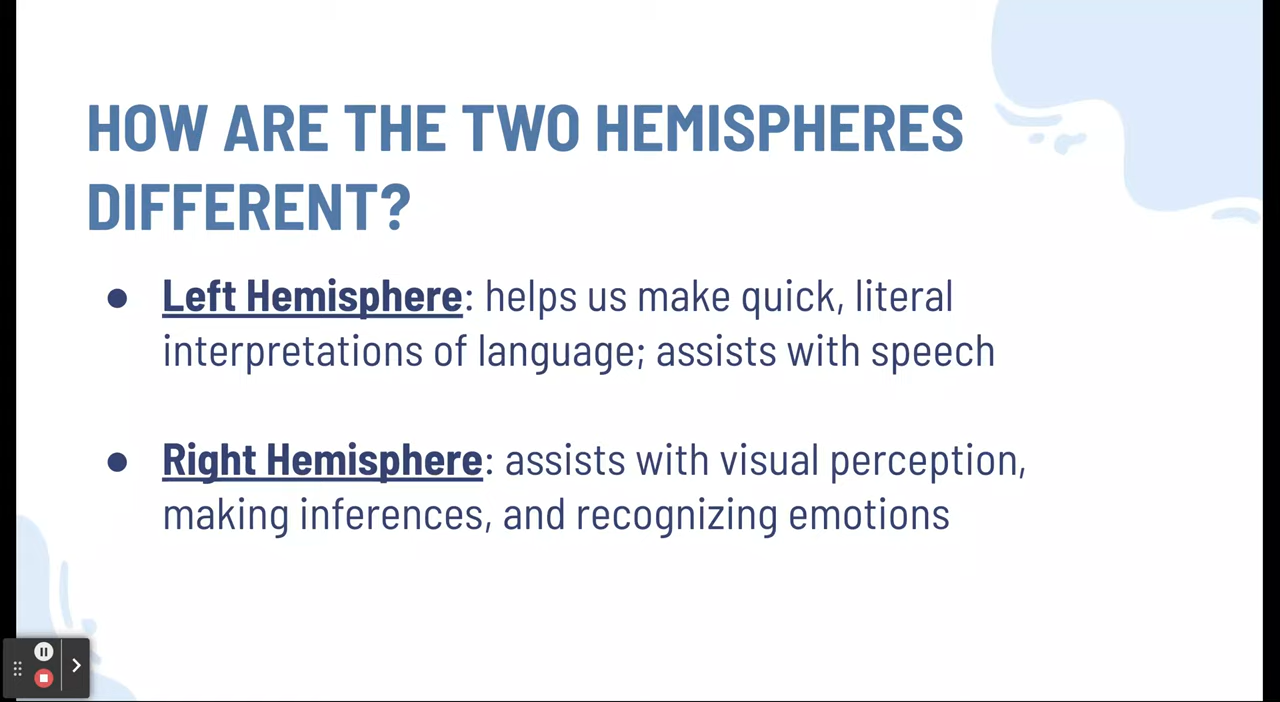 HOW ARE THE TWO HEMISPHERES
DIFFERENT?
● Left Hemisphere: helps us make quick, literal
interpretations of language; assists with speech
● Right Hemisphere: assists with visual perception,
making inferences, and recognizing emotions